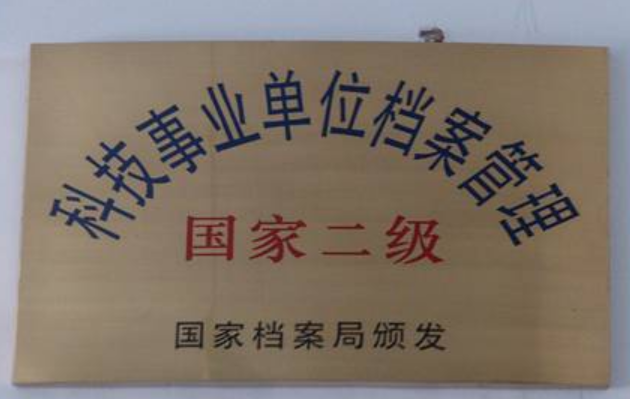 科技事业单位档案管理
国家二级
国家档案局颁发